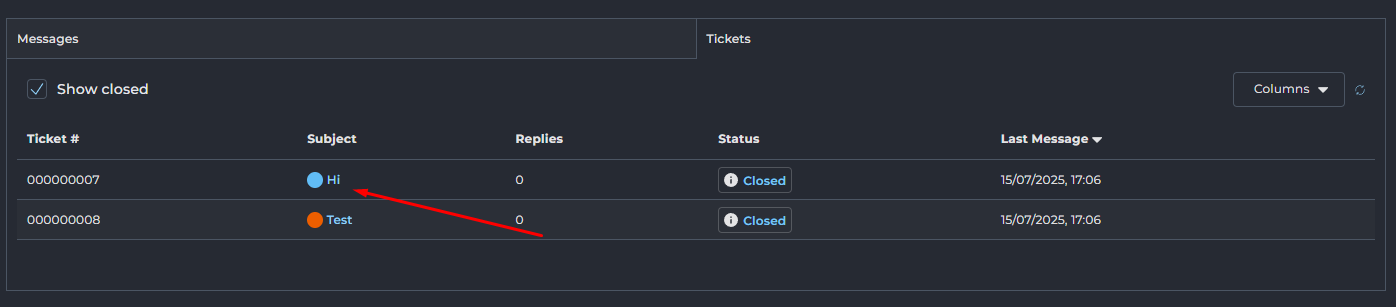 Messages
Tickets
Show closed
Columns
Ticket # Subject Replies Status Last Message
000000007 Hi 0 Closed 15/07/2025, 17:06
000000008 Test 0 Closed 15/07/2025, 17:06